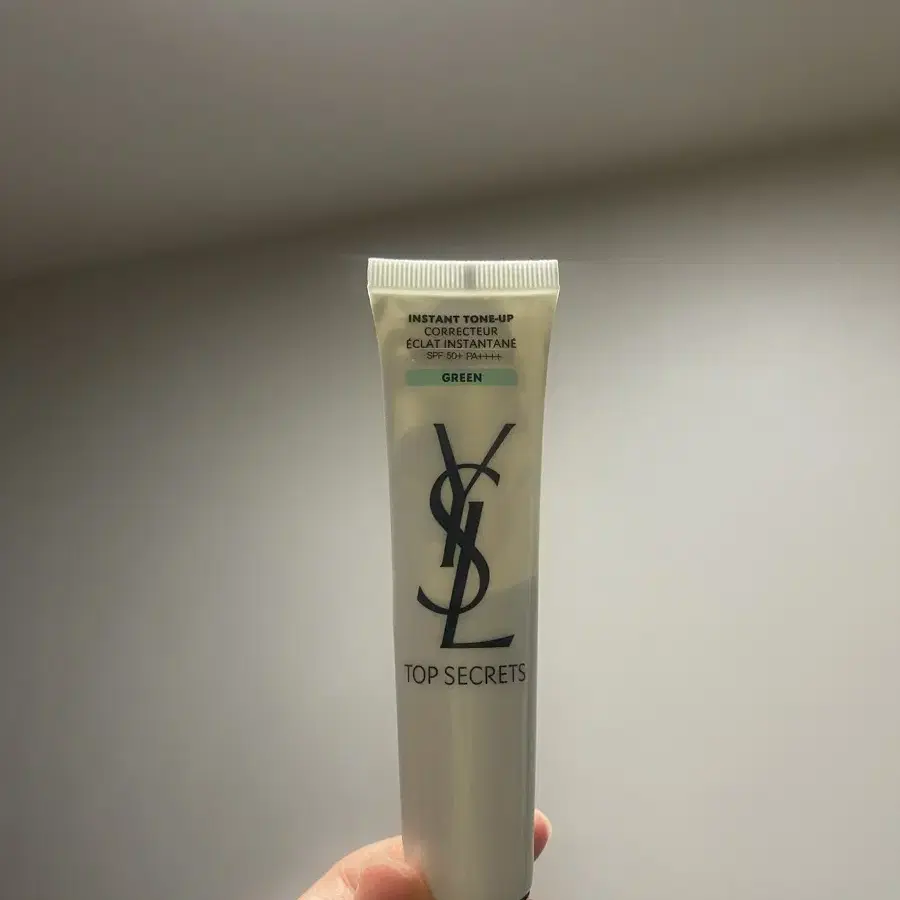 INSTANT TONE-UP
CORRECTEUR
ÉCLAT INSTANTANÉ
SPF 50+ PA++++
GREEN
YSL
TOP SECRETS